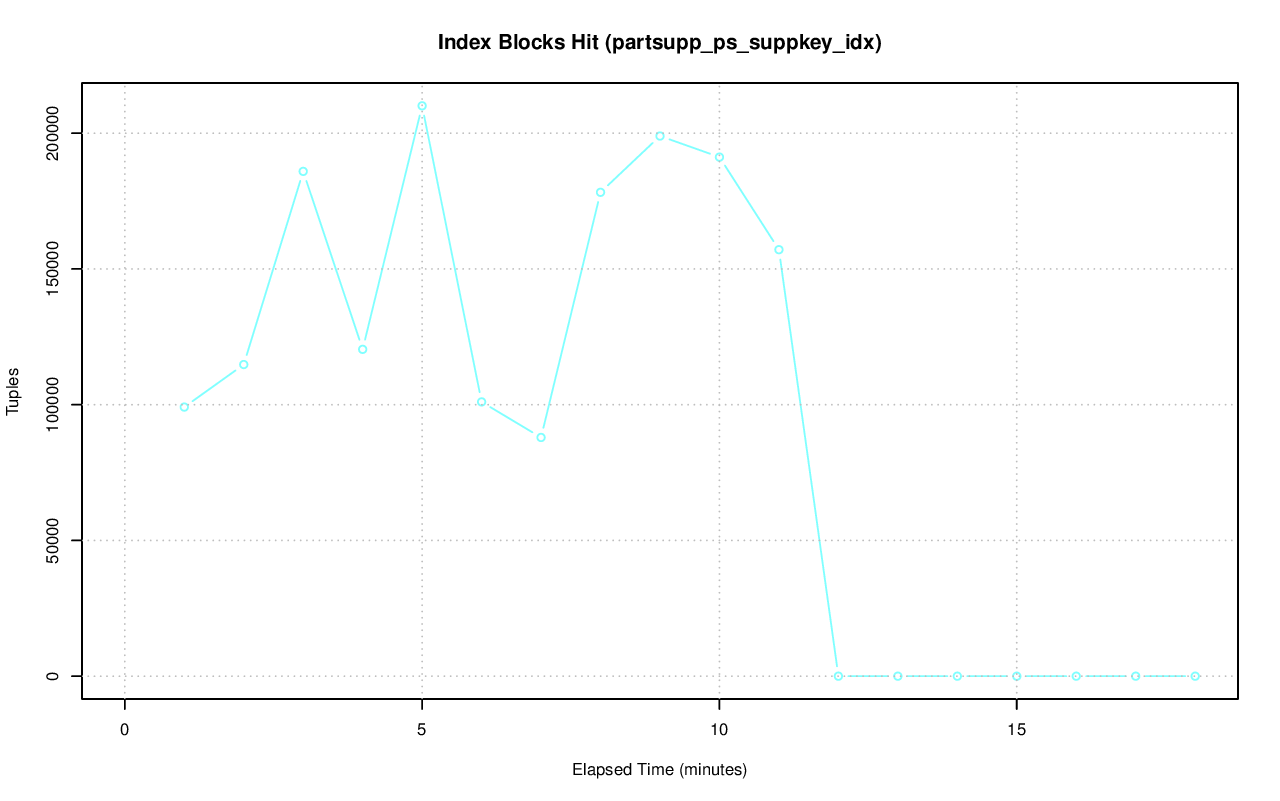 Index Blocks Hit (partsupp_ps_suppkey_idx)
Tuples
200000
150000
100000
50000
0
0 5 10 15
Elapsed Time (minutes)